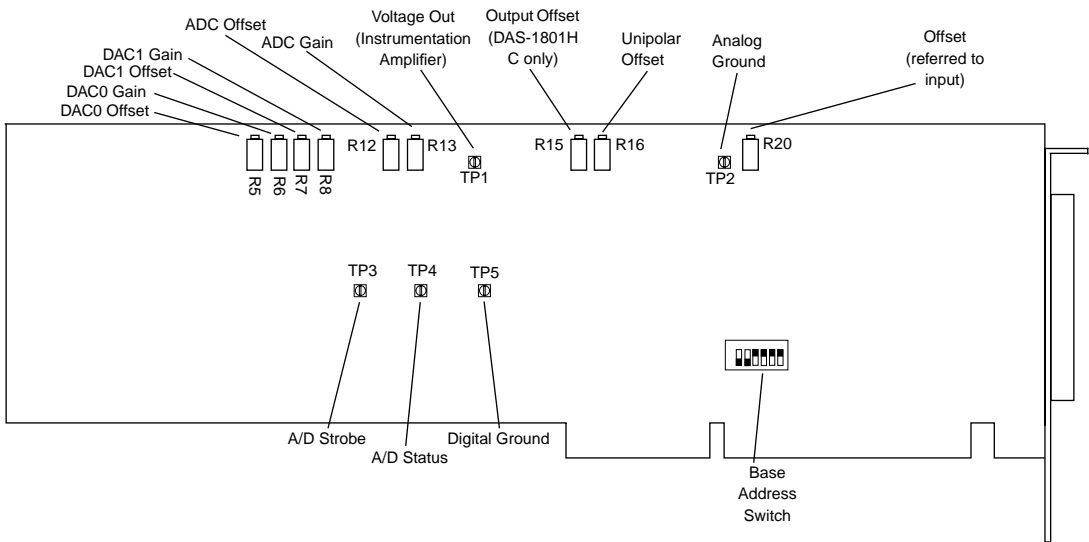 ADC Offset
ADC Gain
Voltage Out
(Instrumentation
Amplifier)
Output Offset
(DAS-1801H
C only)
Unipolar
Offset
Analog
Ground
Offset
(referred to
input)
DAC1 Gain
DAC1 Offset
DAC0 Gain
DAC0 Offset
R5
R6
R7
R8
R12
R13
TP1
R15
R16
TP2
R20
TP3
TP4
TP5
A/D Strobe
A/D Status
Digital Ground
Base
Address
Switch